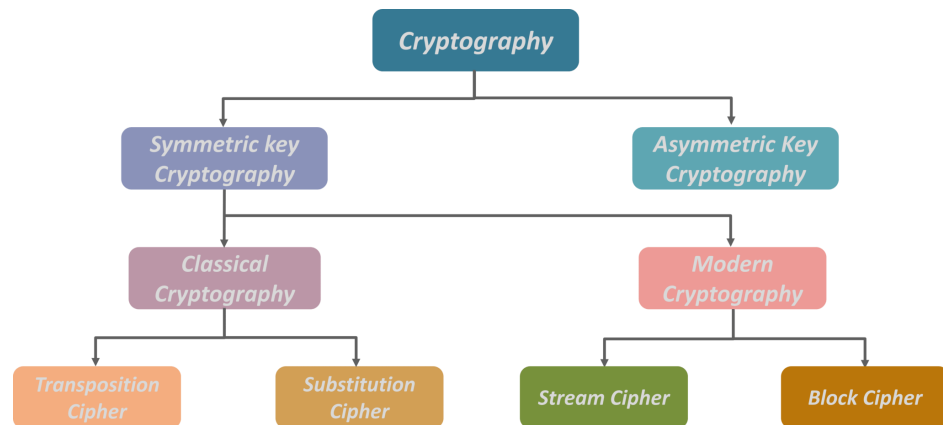 Cryptography
Symmetric key
Cryptography
Asymmetric Key
Cryptography
Classical
Cryptography
Modern
Cryptography
Transposition
Cipher
Substitution
Cipher
Stream Cipher
Block Cipher